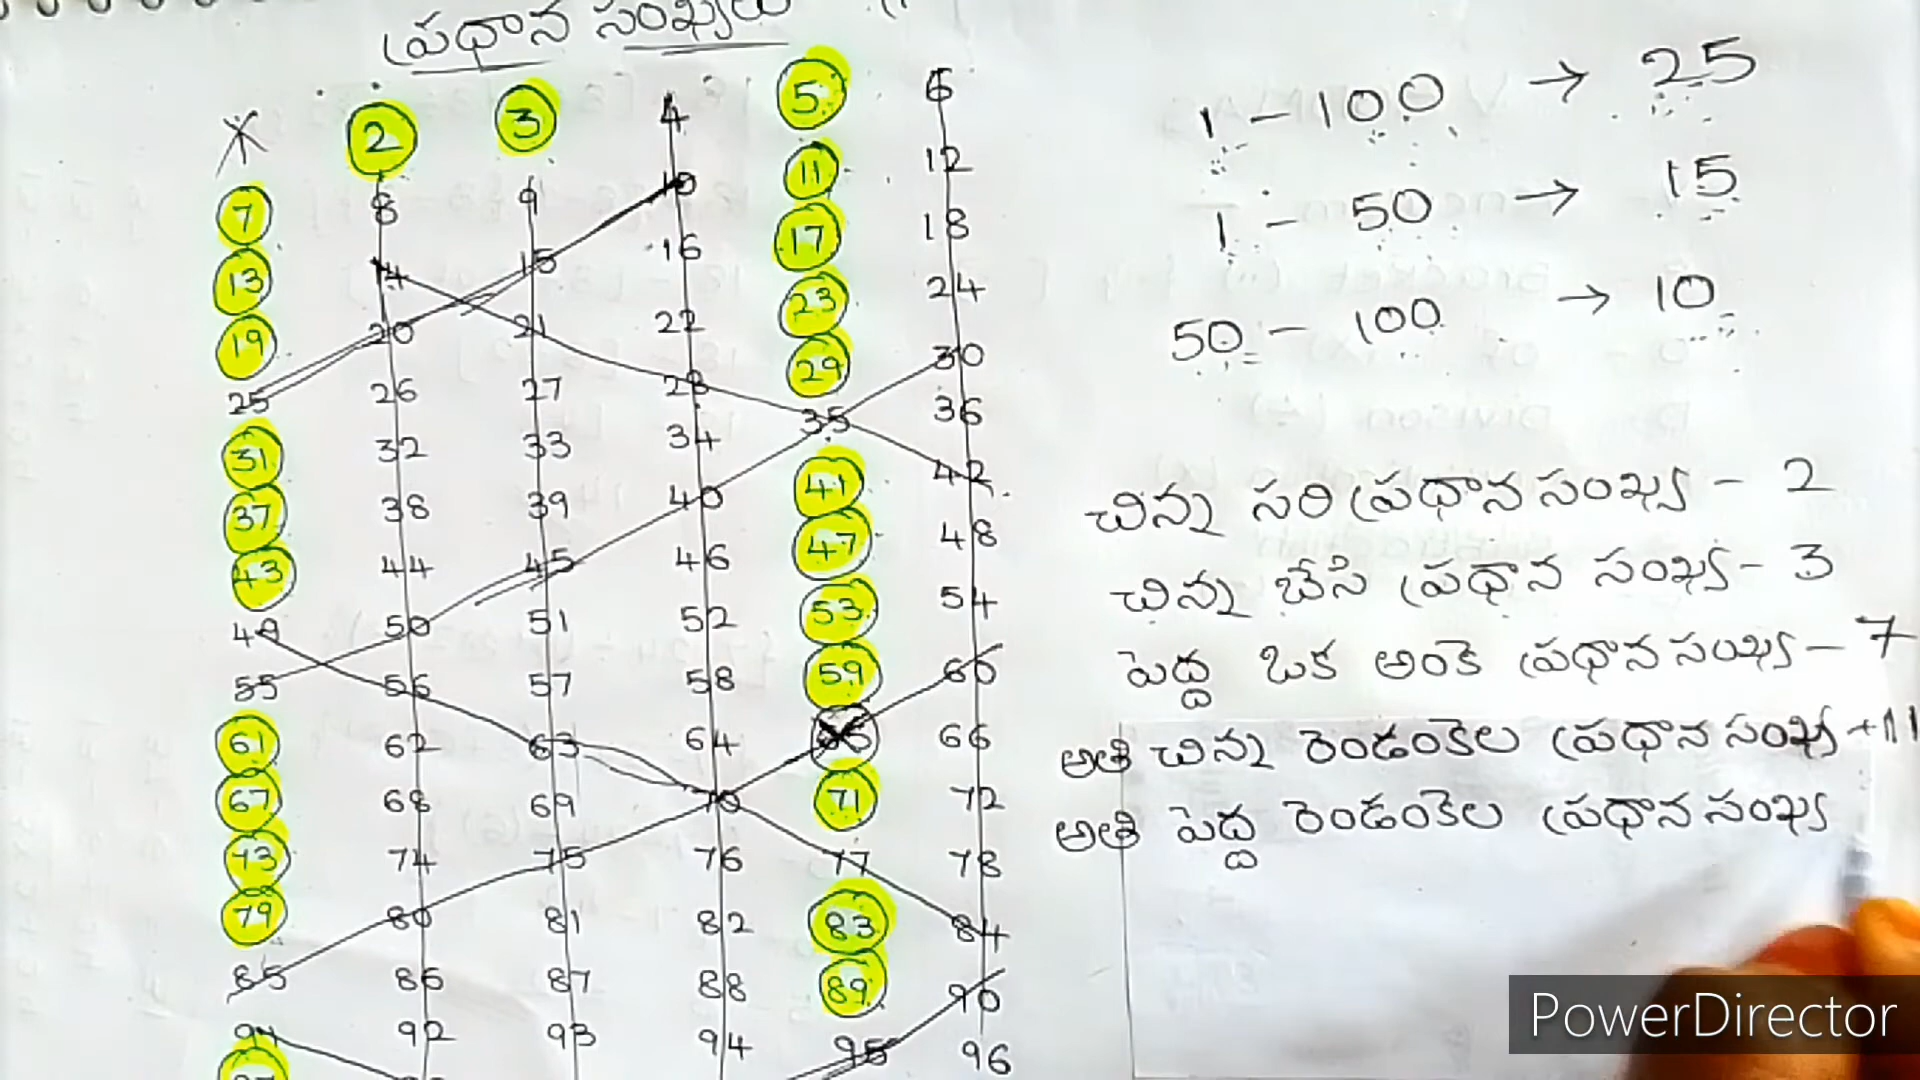 ప్రధాన సంఖ్యలు
1 2 3 4 5 6
7 8 9 10 11 12
13 14 15 16 17 18
19 20 21 22 23 24
25 26 27 28 29 30
31 32 33 34 35 36
37 38 39 40 41 42
43 44 45 46 47 48
49 50 51 52 53 54
55 56 57 58 59 60
61 62 63 64 65 66
67 68 69 70 71 72
73 74 75 76 77 78
79 80 81 82 83 84
85 86 87 88 89 90
91 92 93 94 95 96
97
1 - 100 → 25
1 - 50 → 15
50 - 100 → 10
చిన్న సరి ప్రధాన సంఖ్య - 2
చిన్న బేసి ప్రధాన సంఖ్య - 3
పెద్ద ఒక అంకె ప్రధాన సంఖ్య - 7
అతి చిన్న రెండంకెల ప్రధాన సంఖ్య - 11
అతి పెద్ద రెండంకెల ప్రధాన సంఖ్య
PowerDirector